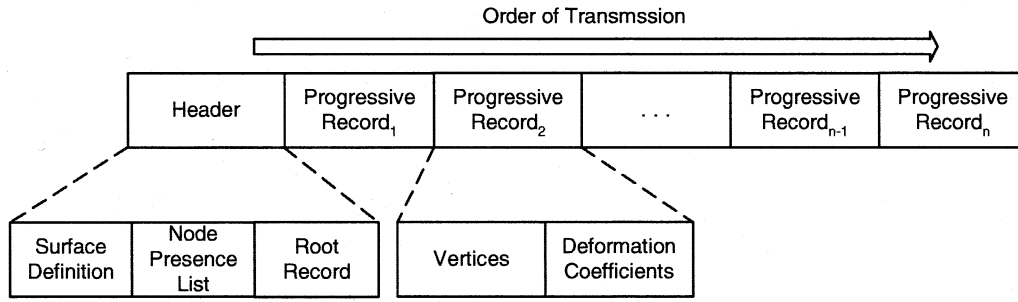 Order of Transmssion
Header
Progressive
Record1
Progressive
Record2
. . .
Progressive
Recordn-1
Progressive
Recordn
Surface
Definition
Node
Presence
List
Root
Record
Vertices
Deformation
Coefficients